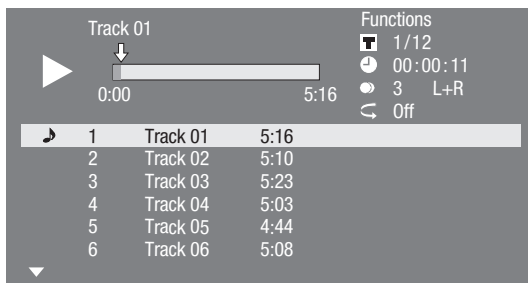 Track 01
0:00 5:16
Functions
T 1/12
00:00:11
3 L+R
Off
1 Track 01 5:16
2 Track 02 5:10
3 Track 03 5:23
4 Track 04 5:03
5 Track 05 4:44
6 Track 06 5:08